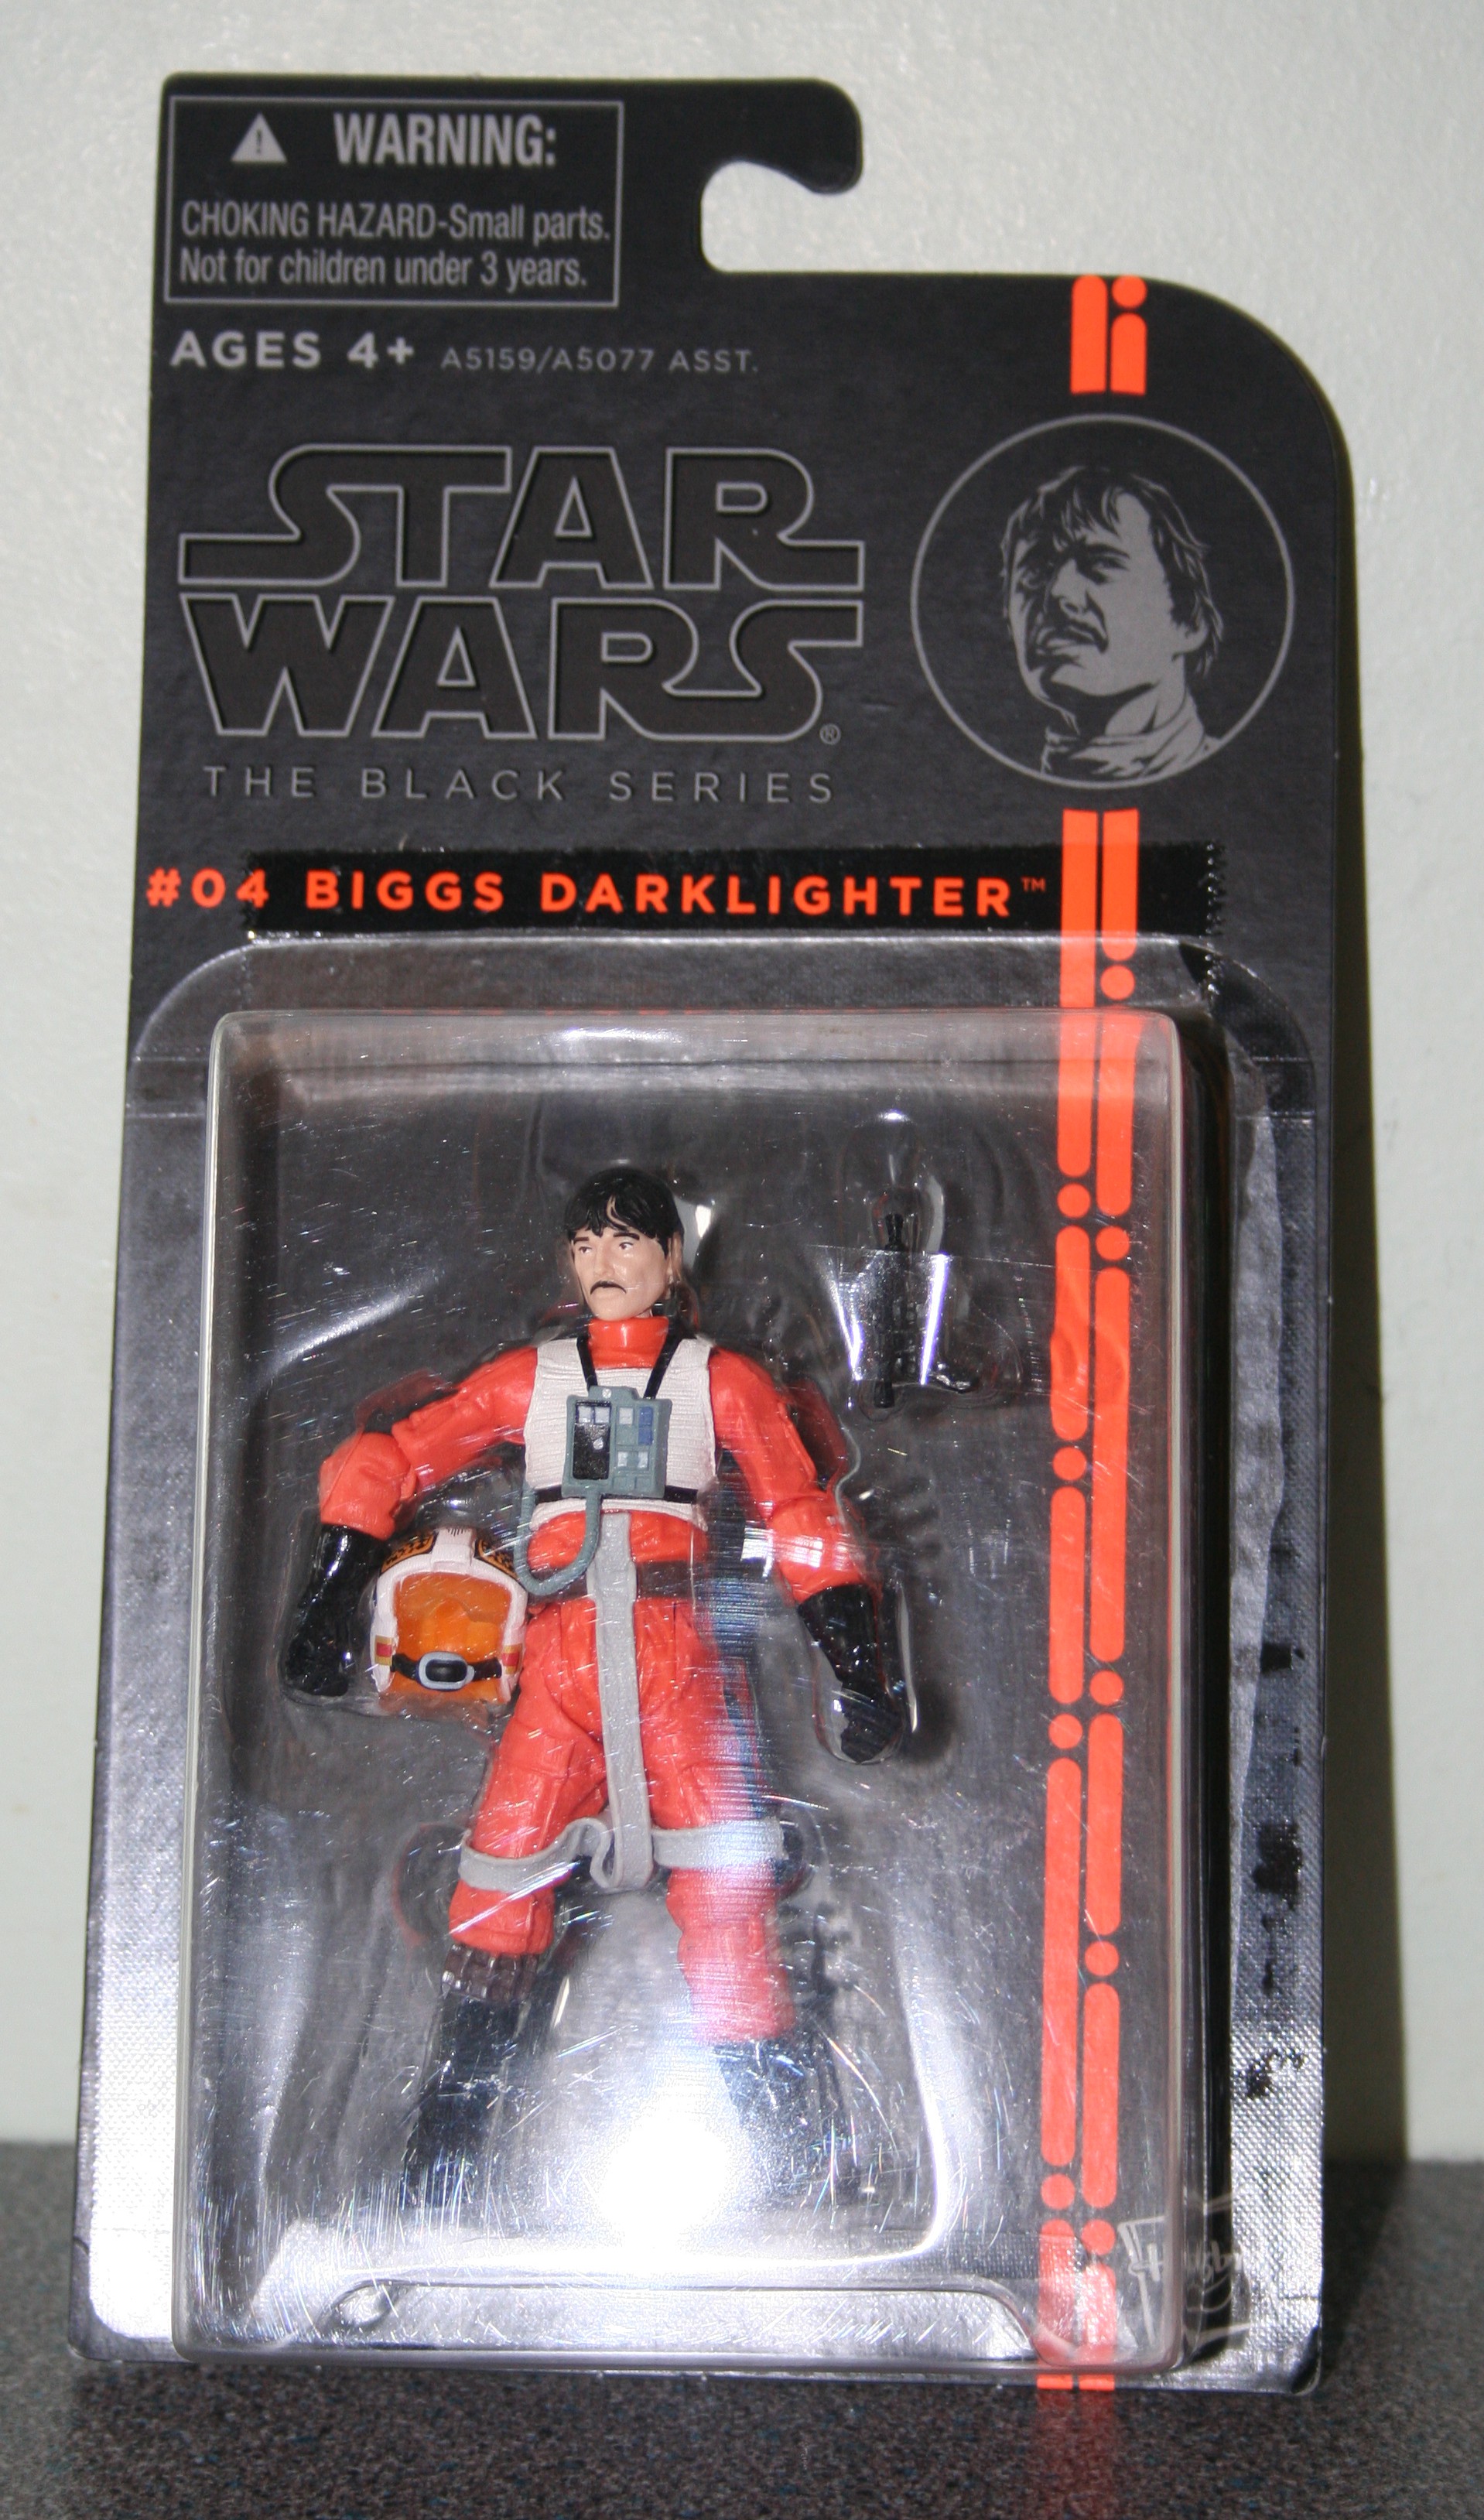 WARNING:
CHOKING HAZARD-Small parts.
Not for children under 3 years.
AGES 4+ A5159/A5077 ASST.
STAR
WARS®
THE BLACK SERIES
#04 BIGGS DARKLIGHTER™
Hasbro